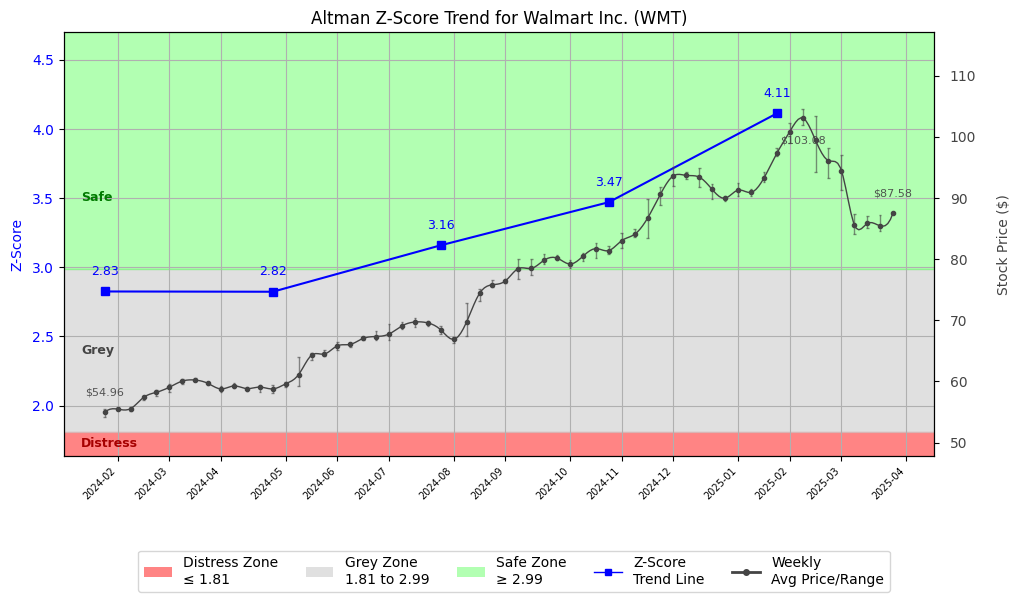 Altman Z-Score Trend for Walmart Inc. (WMT)
4.5
4.0
3.5
3.0
2.5
2.0
Z-Score
110
100
90
80
70
60
50
Stock Price ($)
Safe
Grey
Distress
2.83
2.82
3.16
3.47
4.11
$54.96
$103.08
$87.58
2024-02
2024-03
2024-04
2024-05
2024-06
2024-07
2024-08
2024-09
2024-10
2024-11
2024-12
2025-01
2025-02
2025-03
2025-04
Distress Zone
≤ 1.81
Grey Zone
1.81 to 2.99
Safe Zone
≥ 2.99
Z-Score
Trend Line
Weekly
Avg Price/Range